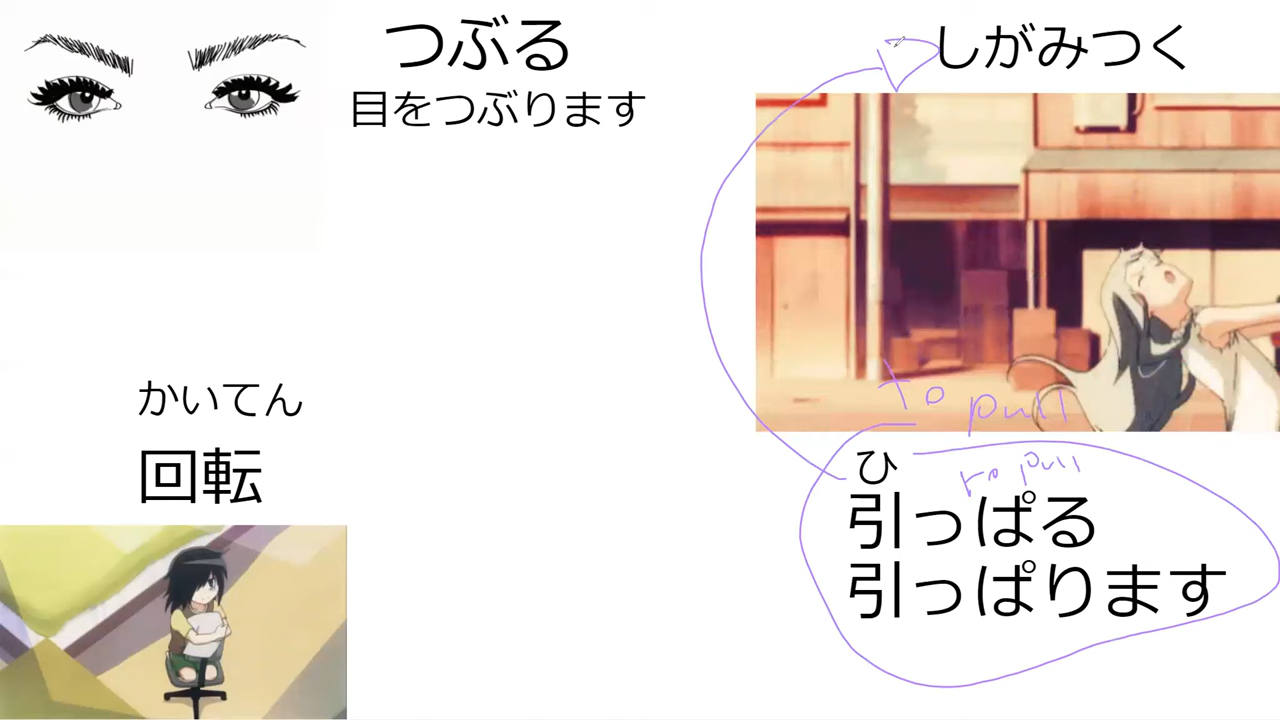 つぶる
目をつぶります
しがみつく
かいてん
回転
to pull
ひ
to pull
引っぱる
引っぱります